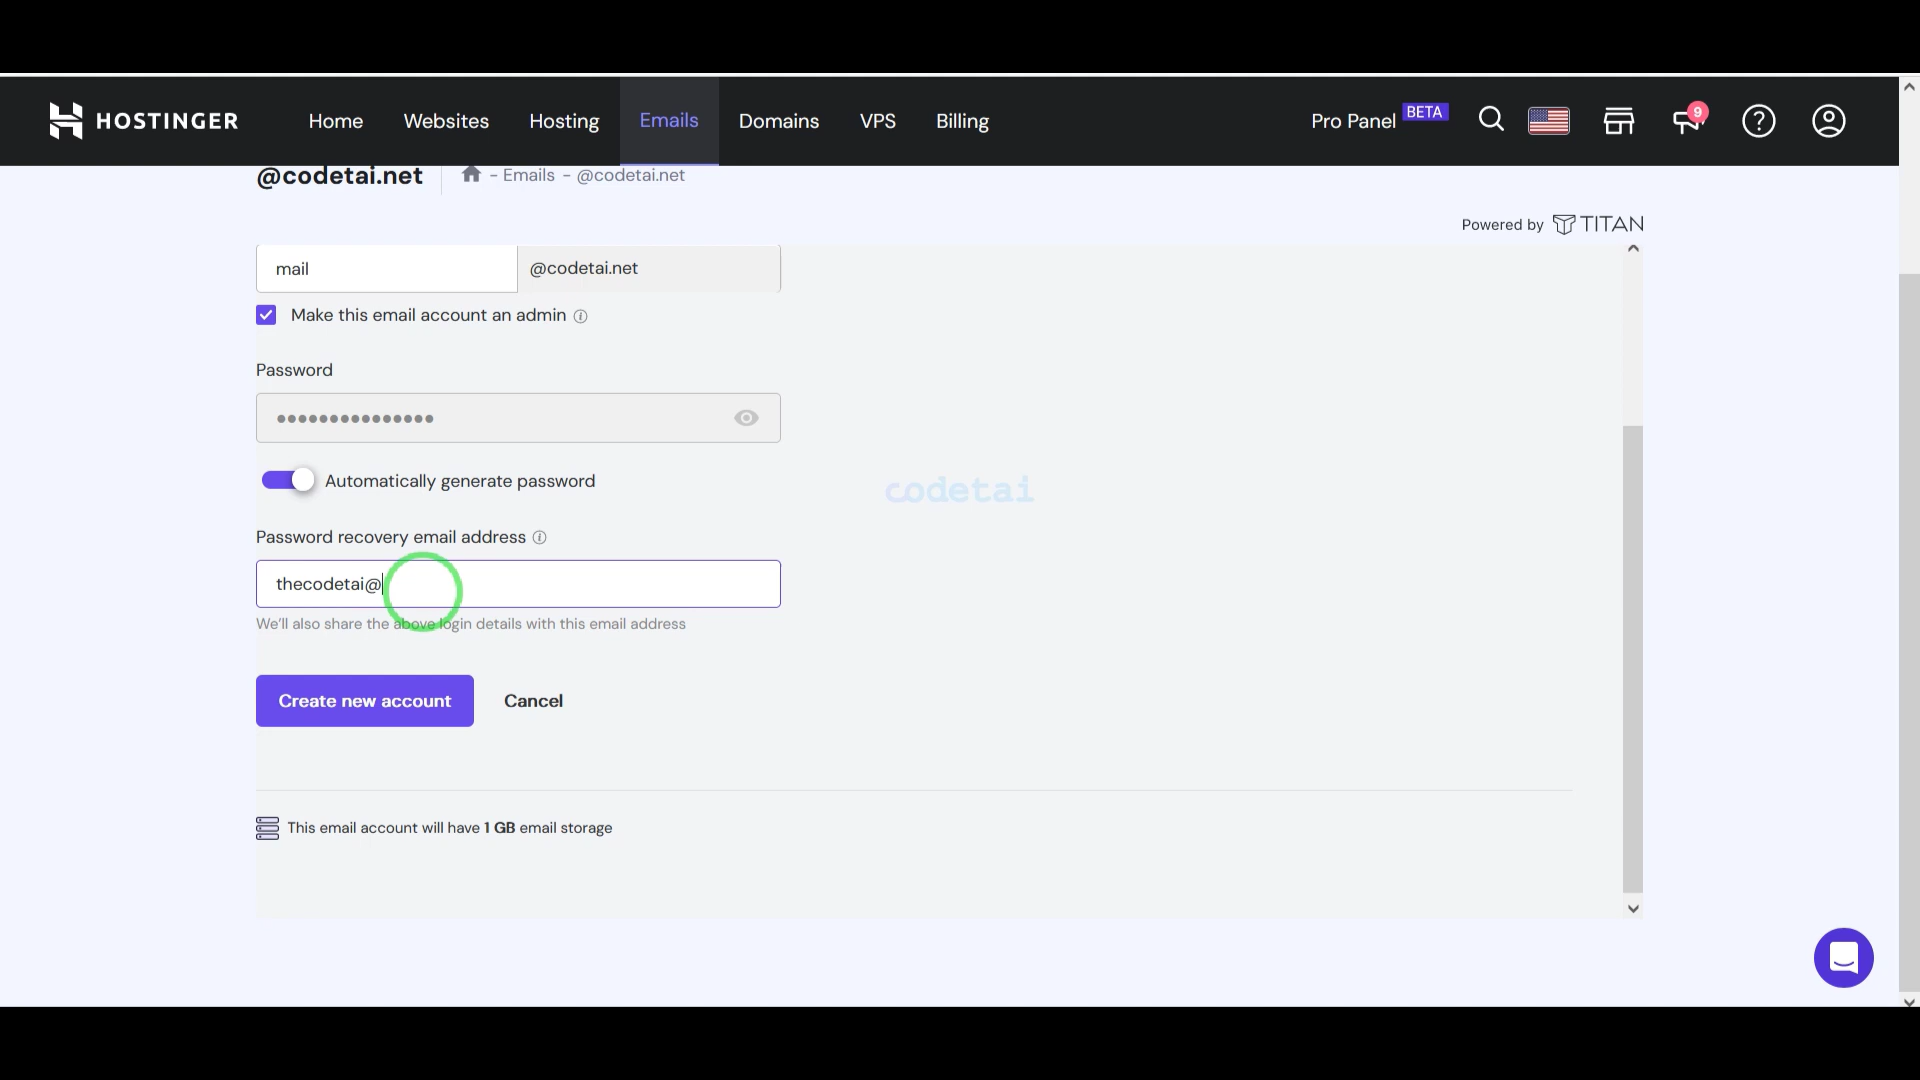 HOSTINGER Home Websites Hosting Emails Domains VPS Billing Pro Panel BETA 9
@codetai.net - Emails - @codetai.net
Powered by TITAN
mail @codetai.net
Make this email account an admin
Password
Automatically generate password
codetai
Password recovery email address
thecodetai@
We'll also share the above login details with this email address
Create new account Cancel
This email account will have 1 GB email storage